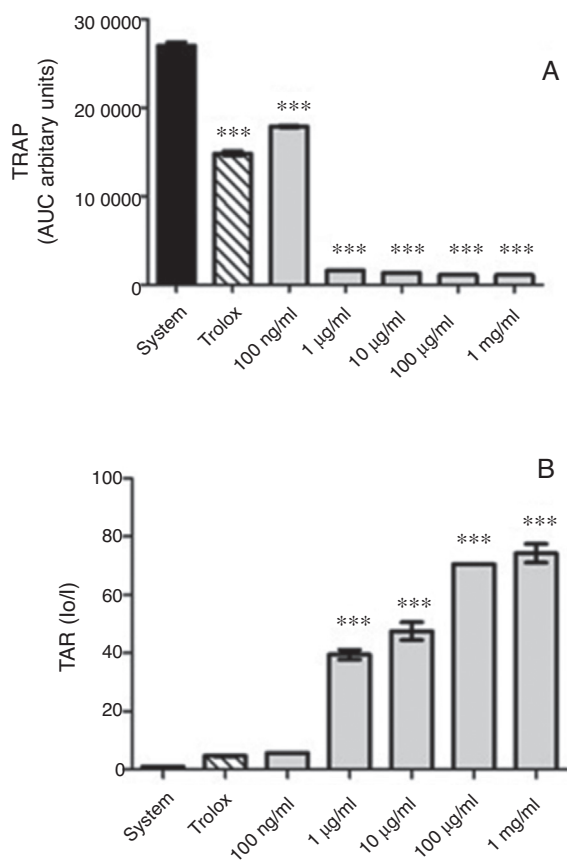 A
TRAP
(AUC arbitary units)
30 0000
20 0000
10 0000
0
***
***
***
***
***
***
System
Trolox
100 ng/ml
1 µg/ml
10 µg/ml
100 µg/ml
1 mg/ml
B
TAR (Io/I)
100
80
60
40
20
0
***
***
***
***
System
Trolox
100 ng/ml
1 µg/ml
10 µg/ml
100 µg/ml
1 mg/ml